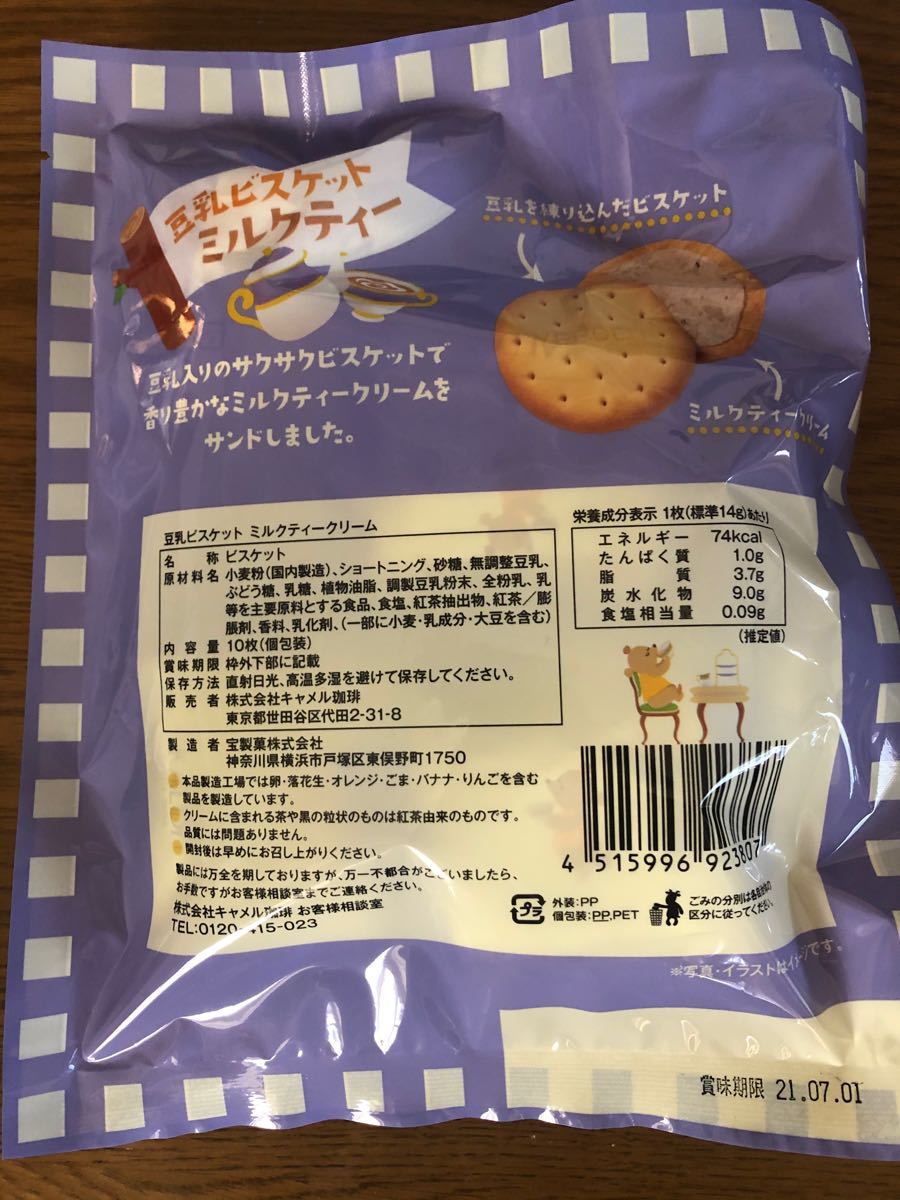 豆乳ビスケット
ミルクティー
豆乳を練り込んだビスケット
ミルクティークリーム
豆乳入りのサクサクビスケットで
香り豊かなミルクティークリームを
サンドしました。
豆乳ビスケット ミルクティークリーム
名 称 ビスケット
原材料名 小麦粉(国内製造)、ショートニング、砂糖、無調整豆乳、
ぶどう糖、乳糖、植物油脂、調製豆乳粉末、全粉乳、乳
等を主要原料とする食品、食塩、紅茶抽出物、紅茶／膨
脹剤、香料、乳化剤、(一部に小麦・乳成分・大豆を含む)
内容量 10枚(個包装)
賞味期限 枠外下部に記載
保存方法 直射日光、高温多湿を避けて保存してください。
販売者 株式会社キャメル珈琲
東京都世田谷区代田2-31-8
製造者 宝製菓株式会社
神奈川県横浜市戸塚区東俣野町1750
本品製造工場では卵・落花生・オレンジ・ごま・バナナ・りんごを含む
製品を製造しています。
クリームに含まれる茶や黒の粒状のものは紅茶由来のものです。
品質には問題ありません。
開封後は早めにお召し上がりください。
製品には万全を期しておりますが、万一不都合がございましたら、
お手数ですがお客様相談室までご連絡ください。
株式会社キャメル珈琲 お客様相談室
TEL:0120-415-023
栄養成分表示 1枚(標準14g)あたり
エネルギー 74kcal
たんぱく質 1.0g
脂質 3.7g
炭水化物 9.0g
食塩相当量 0.09g
(推定値)
4 515996 923807
プラ
外装:PP
個包装:PP,PET
ごみの分別は各自治体の
区分に従ってください。
※写真・イラストはイメージです。
賞味期限 21.07.01